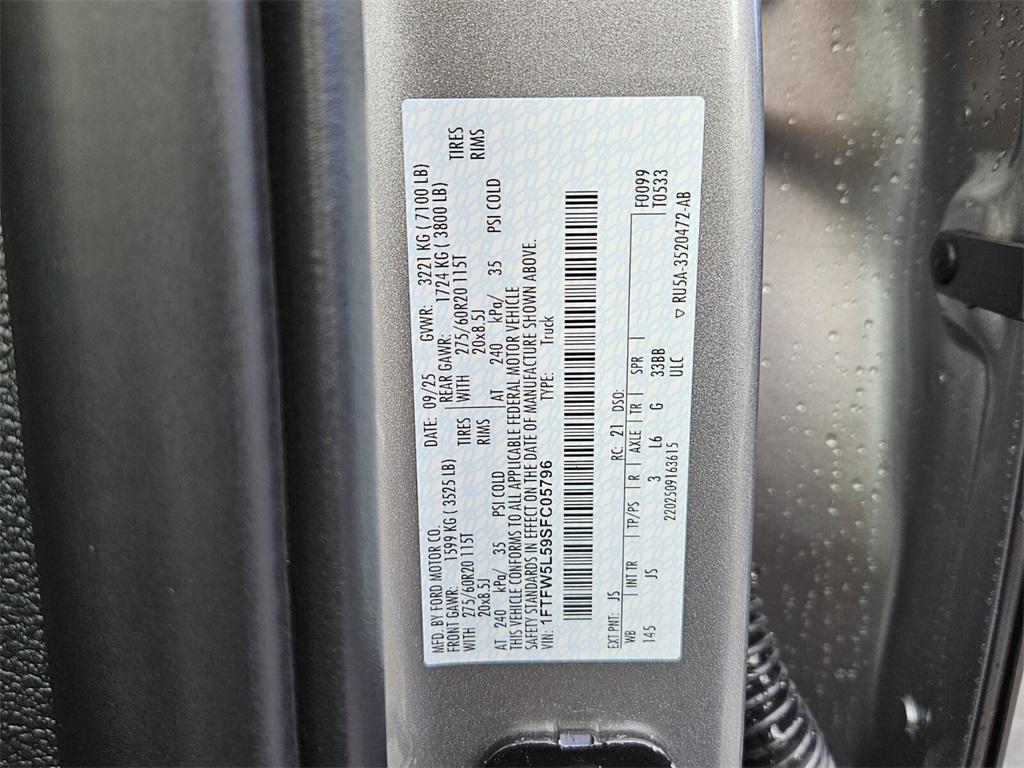 MFD. BY FORD MOTOR CO. DATE: 09/25 GVWR: 3221 KG ( 7100 LB)
FRONT GAWR: 1599 KG ( 3525 LB) REAR GAWR: 1724 KG ( 3800 LB)
WITH 275/60R20 115T TIRES WITH 275/60R20 115T TIRES
20x8.5J RIMS 20x8.5J RIMS
AT 240 kPa/ 35 PSI COLD AT 240 kPa/ 35 PSI COLD
THIS VEHICLE CONFORMS TO ALL APPLICABLE FEDERAL MOTOR VEHICLE
SAFETY STANDARDS IN EFFECT ON THE DATE OF MANUFACTURE SHOWN ABOVE.
VIN: 1FTFW5L59SFC05796 TYPE: Truck
EXT PNT: JS RC: 21 DSO: F0099
WB INT TR TP/PS R AXLE TR SPR T0533
145 JS 3 L6 G 33BB
2202509163615 ULC
▽ RU5A-3520472-AB